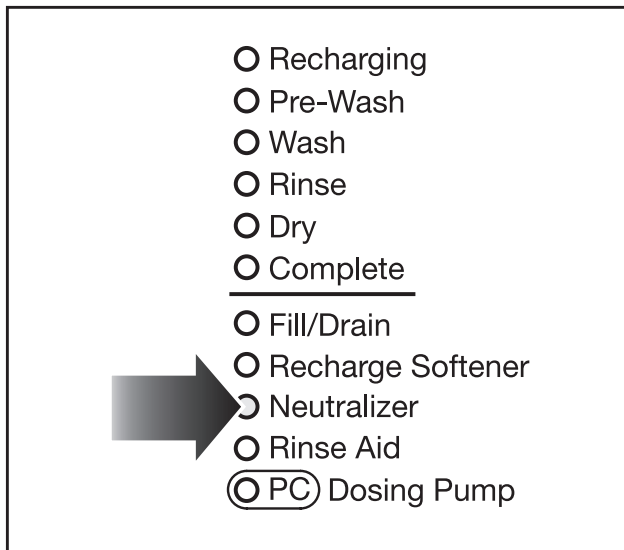 Recharging
Pre-Wash
Wash
Rinse
Dry
Complete
Fill/Drain
Recharge Softener
Neutralizer
Rinse Aid
PC Dosing Pump